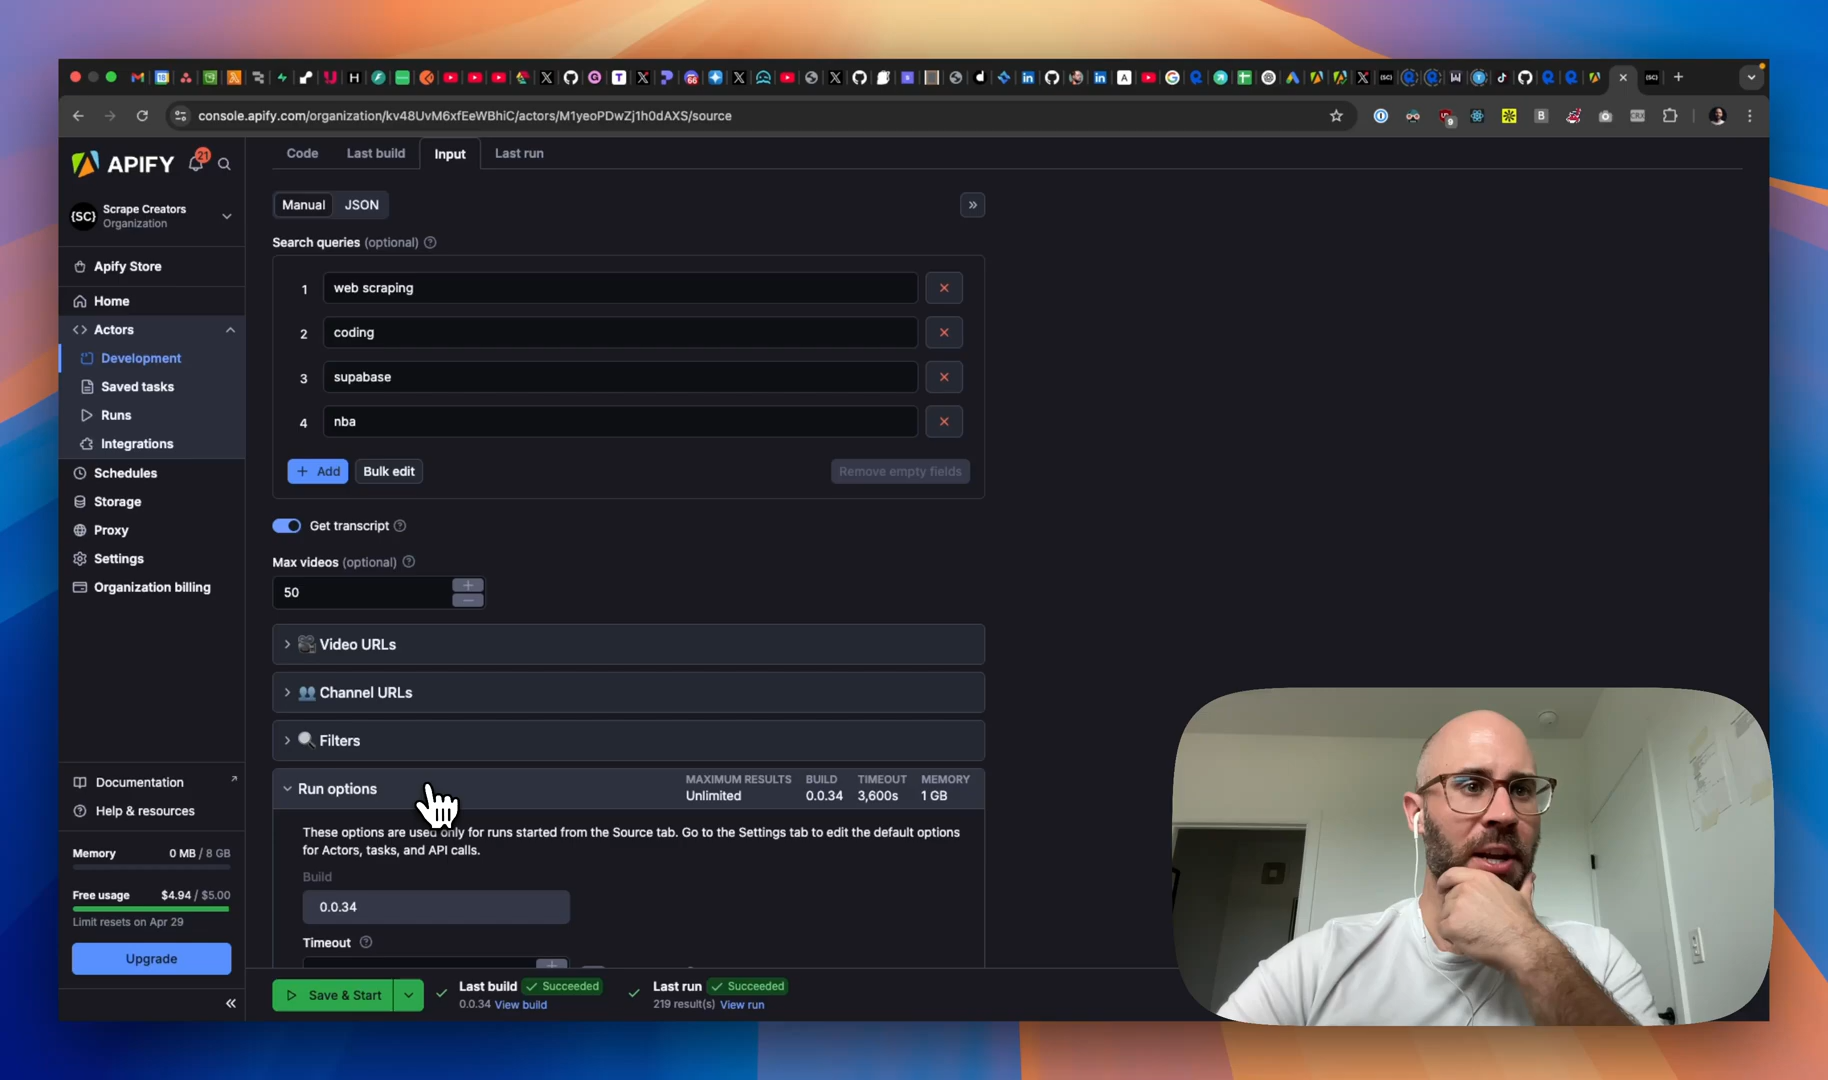 console.apify.com/organization/kv48UvM6xfEeWBhiC/actors/M1yeoPDwZj1h0dAXS/source
APIFY
21
{SC}
Scrape Creators
Organization
Apify Store
Home
Actors
Development
Saved tasks
Runs
Integrations
Schedules
Storage
Proxy
Settings
Organization billing
Documentation
Help & resources
Memory 0 MB / 8 GB
Free usage $4.94 / $5.00
Limit resets on Apr 29
Upgrade
Code Last build Input Last run
Manual JSON
Search queries (optional)
1 web scraping
2 coding
3 supabase
4 nba
+ Add Bulk edit Remove empty fields
Get transcript
Max videos (optional)
50
Video URLs
Channel URLs
Filters
Run options
MAXIMUM RESULTS BUILD TIMEOUT MEMORY
Unlimited 0.0.34 3,600s 1 GB
These options are used only for runs started from the Source tab. Go to the Settings tab to edit the default options
for Actors, tasks, and API calls.
Build
0.0.34
Timeout
Save & Start
Last build Succeeded
0.0.34 View build
Last run Succeeded
219 result(s) View run